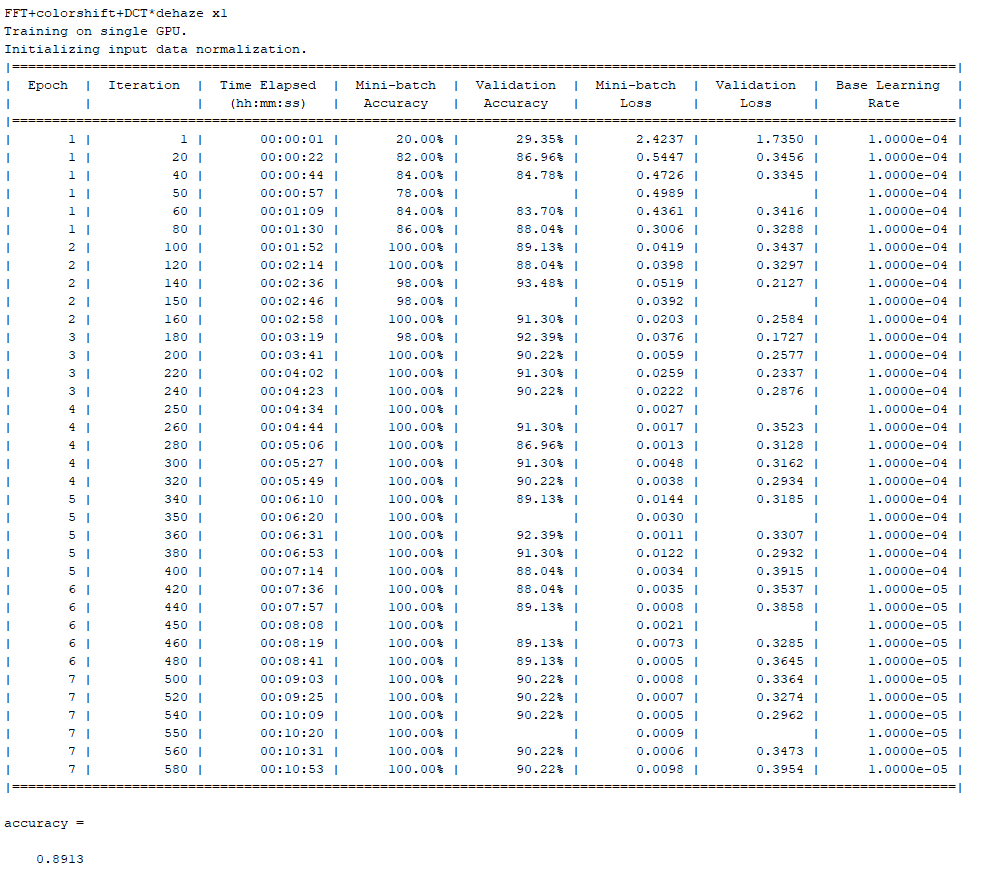 FFT+colorshift+DCT*dehaze x1
Training on single GPU.
Initializing input data normalization.
|======================================================================================================================|
| Epoch | Iteration | Time Elapsed | Mini-batch | Validation | Mini-batch | Validation | Base Learning |
| | | (hh:mm:ss) | Accuracy | Accuracy | Loss | Loss | Rate |
|======================================================================================================================|
| 1 | 1 | 00:00:01 | 20.00% | 29.35% | 2.4237 | 1.7350 | 1.0000e-04 |
| 1 | 20 | 00:00:22 | 82.00% | 86.96% | 0.5447 | 0.3456 | 1.0000e-04 |
| 1 | 40 | 00:00:44 | 84.00% | 84.78% | 0.4726 | 0.3345 | 1.0000e-04 |
| 1 | 50 | 00:00:57 | 78.00% | | 0.4989 | | 1.0000e-04 |
| 1 | 60 | 00:01:09 | 84.00% | 83.70% | 0.4361 | 0.3416 | 1.0000e-04 |
| 1 | 80 | 00:01:30 | 86.00% | 88.04% | 0.3006 | 0.3288 | 1.0000e-04 |
| 2 | 100 | 00:01:52 | 100.00% | 89.13% | 0.0419 | 0.3437 | 1.0000e-04 |
| 2 | 120 | 00:02:14 | 100.00% | 88.04% | 0.0398 | 0.3297 | 1.0000e-04 |
| 2 | 140 | 00:02:36 | 98.00% | 93.48% | 0.0519 | 0.2127 | 1.0000e-04 |
| 2 | 150 | 00:02:46 | 98.00% | | 0.0392 | | 1.0000e-04 |
| 2 | 160 | 00:02:58 | 100.00% | 91.30% | 0.0203 | 0.2584 | 1.0000e-04 |
| 3 | 180 | 00:03:19 | 98.00% | 92.39% | 0.0376 | 0.1727 | 1.0000e-04 |
| 3 | 200 | 00:03:41 | 100.00% | 90.22% | 0.0059 | 0.2577 | 1.0000e-04 |
| 3 | 220 | 00:04:02 | 100.00% | 91.30% | 0.0259 | 0.2337 | 1.0000e-04 |
| 3 | 240 | 00:04:23 | 100.00% | 90.22% | 0.0222 | 0.2876 | 1.0000e-04 |
| 4 | 250 | 00:04:34 | 100.00% | | 0.0027 | | 1.0000e-04 |
| 4 | 260 | 00:04:44 | 100.00% | 91.30% | 0.0017 | 0.3523 | 1.0000e-04 |
| 4 | 280 | 00:05:06 | 100.00% | 86.96% | 0.0013 | 0.3128 | 1.0000e-04 |
| 4 | 300 | 00:05:27 | 100.00% | 91.30% | 0.0048 | 0.3162 | 1.0000e-04 |
| 4 | 320 | 00:05:49 | 100.00% | 90.22% | 0.0038 | 0.2934 | 1.0000e-04 |
| 5 | 340 | 00:06:10 | 100.00% | 89.13% | 0.0144 | 0.3185 | 1.0000e-04 |
| 5 | 350 | 00:06:20 | 100.00% | | 0.0030 | | 1.0000e-04 |
| 5 | 360 | 00:06:31 | 100.00% | 92.39% | 0.0011 | 0.3307 | 1.0000e-04 |
| 5 | 380 | 00:06:53 | 100.00% | 91.30% | 0.0122 | 0.2932 | 1.0000e-04 |
| 5 | 400 | 00:07:14 | 100.00% | 88.04% | 0.0034 | 0.3915 | 1.0000e-04 |
| 6 | 420 | 00:07:36 | 100.00% | 88.04% | 0.0035 | 0.3537 | 1.0000e-05 |
| 6 | 440 | 00:07:57 | 100.00% | 89.13% | 0.0008 | 0.3858 | 1.0000e-05 |
| 6 | 450 | 00:08:08 | 100.00% | | 0.0021 | | 1.0000e-05 |
| 6 | 460 | 00:08:19 | 100.00% | 89.13% | 0.0073 | 0.3285 | 1.0000e-05 |
| 6 | 480 | 00:08:41 | 100.00% | 89.13% | 0.0005 | 0.3645 | 1.0000e-05 |
| 7 | 500 | 00:09:03 | 100.00% | 90.22% | 0.0008 | 0.3364 | 1.0000e-05 |
| 7 | 520 | 00:09:25 | 100.00% | 90.22% | 0.0007 | 0.3274 | 1.0000e-05 |
| 7 | 540 | 00:10:09 | 100.00% | 90.22% | 0.0005 | 0.2962 | 1.0000e-05 |
| 7 | 550 | 00:10:20 | 100.00% | | 0.0009 | | 1.0000e-05 |
| 7 | 560 | 00:10:31 | 100.00% | 90.22% | 0.0006 | 0.3473 | 1.0000e-05 |
| 7 | 580 | 00:10:53 | 100.00% | 90.22% | 0.0098 | 0.3954 | 1.0000e-05 |
|======================================================================================================================|
accuracy =
0.8913